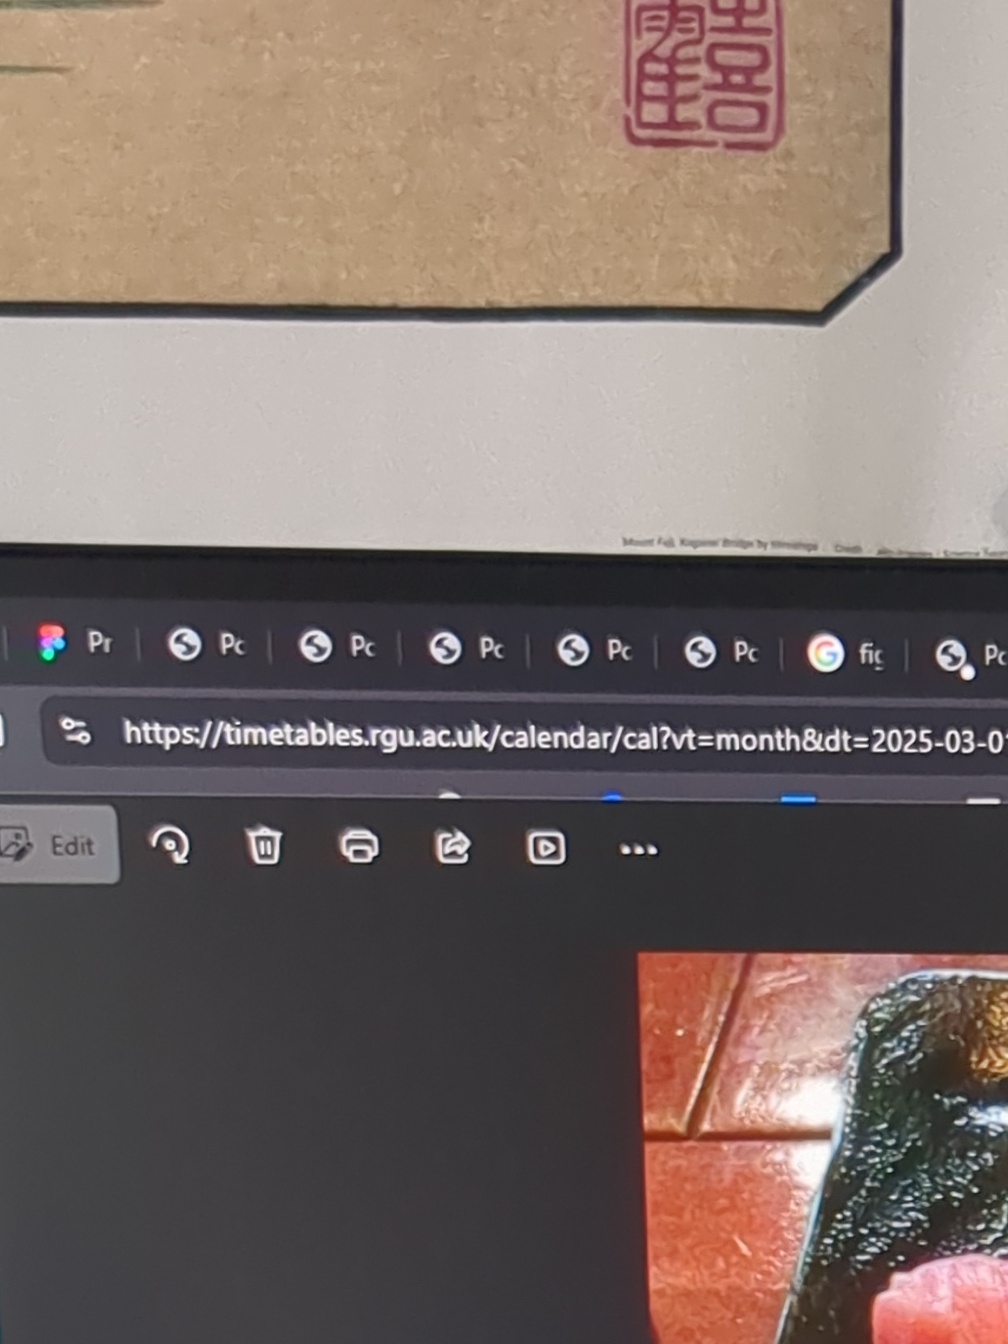 Pr Pc Pc Pc Pc Pc fig Pc
https://timetables.rgu.ac.uk/calendar/cal?vt=month&dt=2025-03-0
Edit